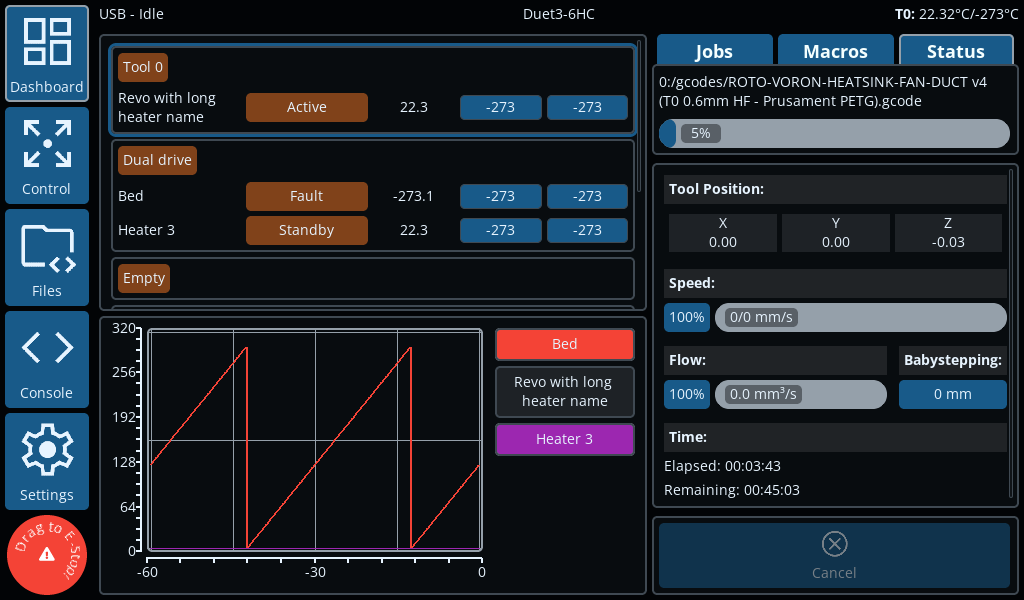 USB - Idle
Duet3-6HC
T0: 22.32°C/-273°C
Dashboard
Control
Files
Console
Settings
Drag to E-Stop!
Tool 0
Revo with long
heater name
Active
22.3
-273
-273
Dual drive
Bed
Fault
-273.1
-273
-273
Heater 3
Standby
22.3
-273
-273
Empty
320
256
192
128
64
0
-60
-30
0
Bed
Revo with long
heater name
Heater 3
Jobs
Macros
Status
0:/gcodes/ROTO-VORON-HEATSINK-FAN-DUCT v4
(T0 0.6mm HF - Prusament PETG).gcode
5%
Tool Position:
X
0.00
Y
0.00
Z
-0.03
Speed:
100%
0/0 mm/s
Flow:
100%
0.0 mm³/s
Babystepping:
0 mm
Time:
Elapsed: 00:03:43
Remaining: 00:45:03
Cancel